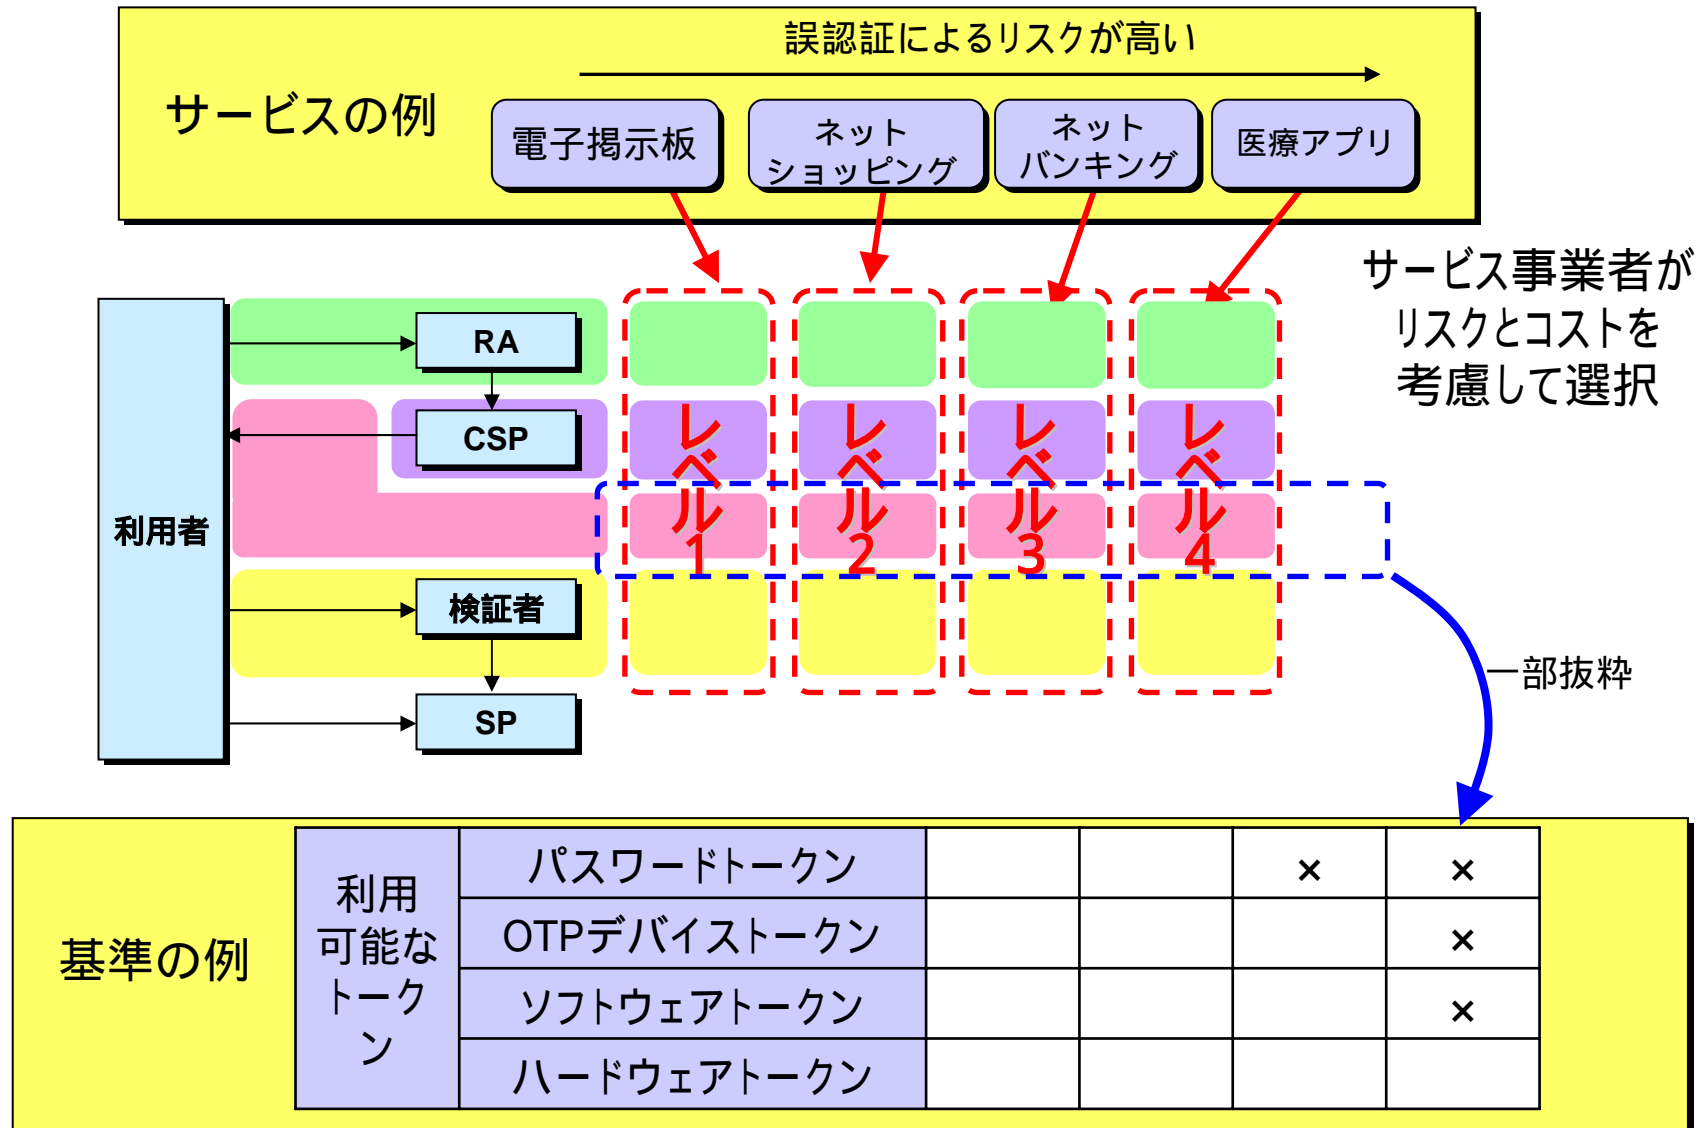 誤認証によるリスクが高い
サービスの例
電子掲示板
ネット
ショッピング
ネット
バンキング
医療アプリ
サービス事業者が
リスクとコストを
考慮して選択
利用者
RA
CSP
検証者
SP
レベル1
レベル2
レベル3
レベル4
一部抜粋
基準の例
利用
可能な
トーク
ン
パスワードトークン
× ×
OTPデバイストークン
×
ソフトウェアトークン
×
ハードウェアトークン